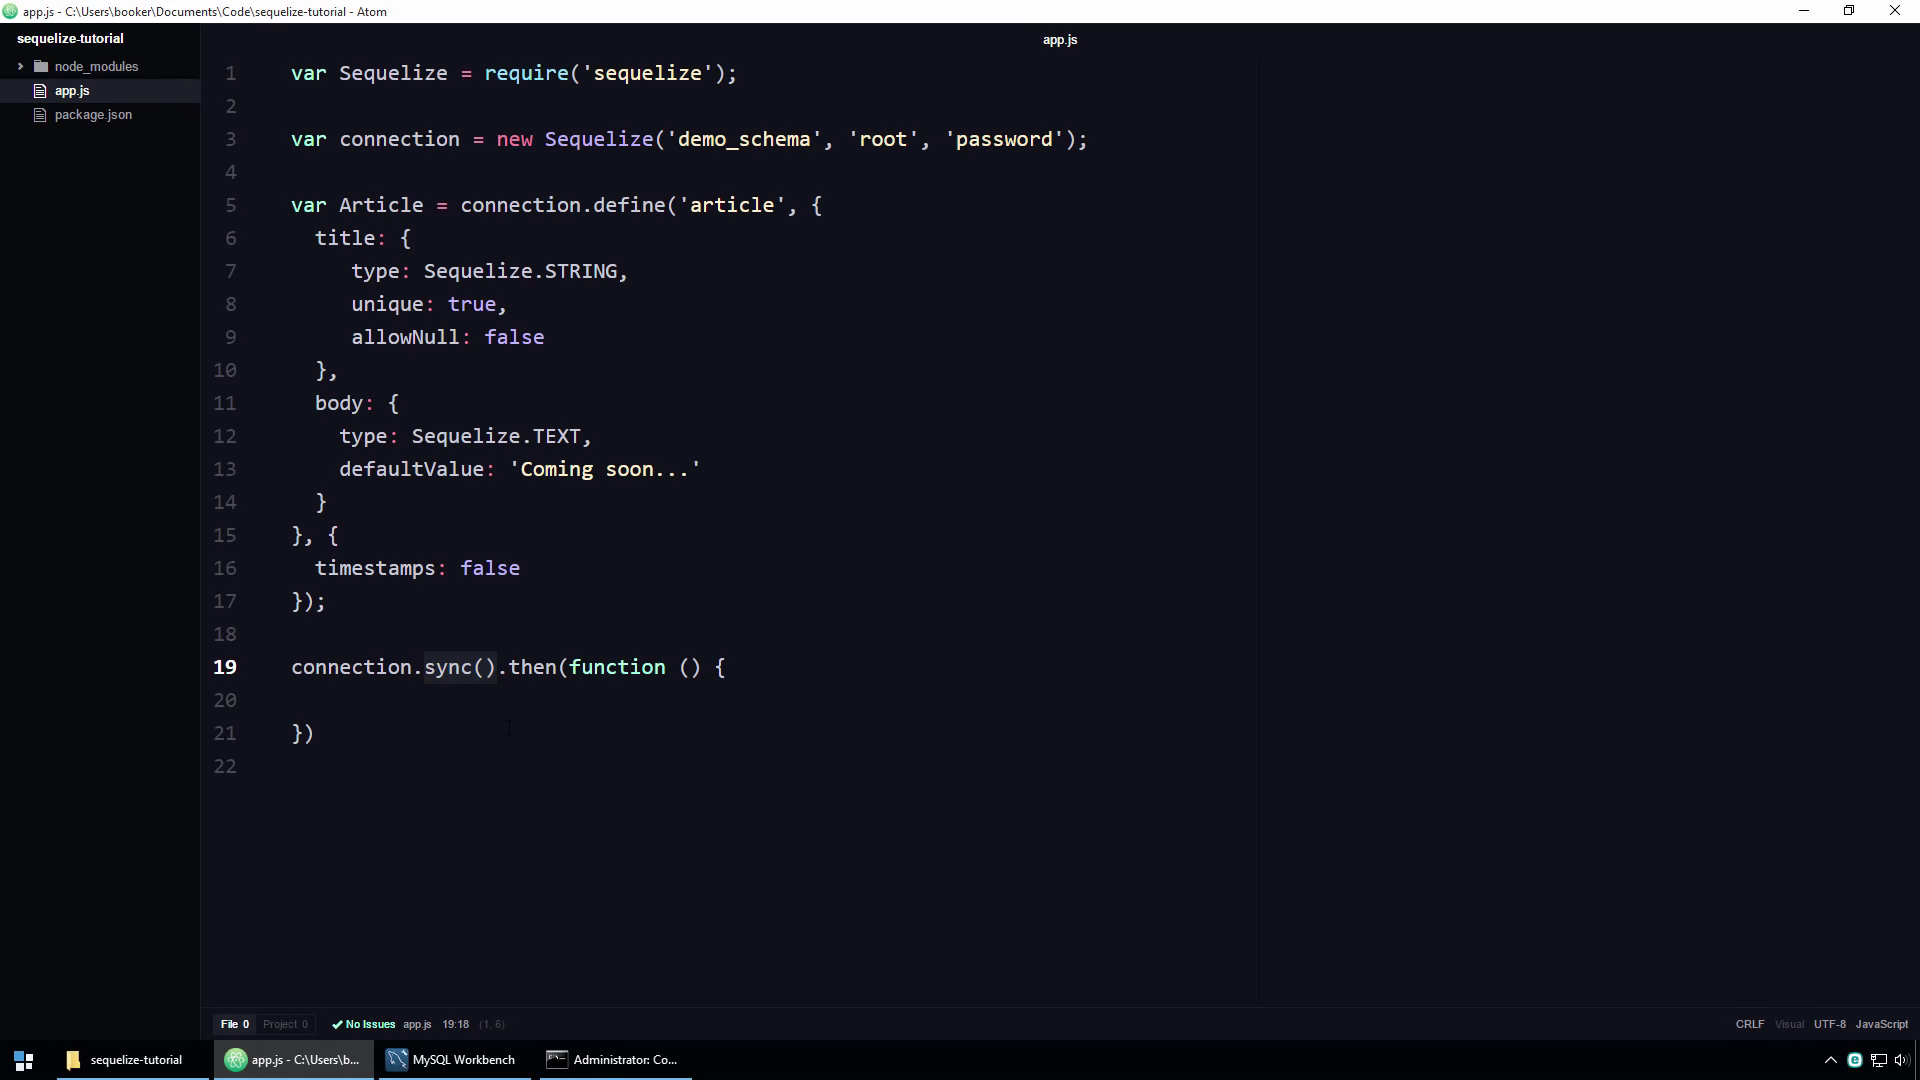 app.js - C:\Users\booker\Documents\Code\sequelize-tutorial - Atom
sequelize-tutorial
node_modules
app.js
package.json
app.js
1 var Sequelize = require('sequelize');
2
3 var connection = new Sequelize('demo_schema', 'root', 'password');
4
5 var Article = connection.define('article', {
6 title: {
7 type: Sequelize.STRING,
8 unique: true,
9 allowNull: false
10 },
11 body: {
12 type: Sequelize.TEXT,
13 defaultValue: 'Coming soon...'
14 }
15 }, {
16 timestamps: false
17 });
18
19 connection.sync().then(function () {
20
21 })
22
File 0 Project 0 No Issues app.js 19:18 (1, 6) CRLF Visual UTF-8 JavaScript
sequelize-tutorial app.js - C:\Users\b... MySQL Workbench Administrator: Co...